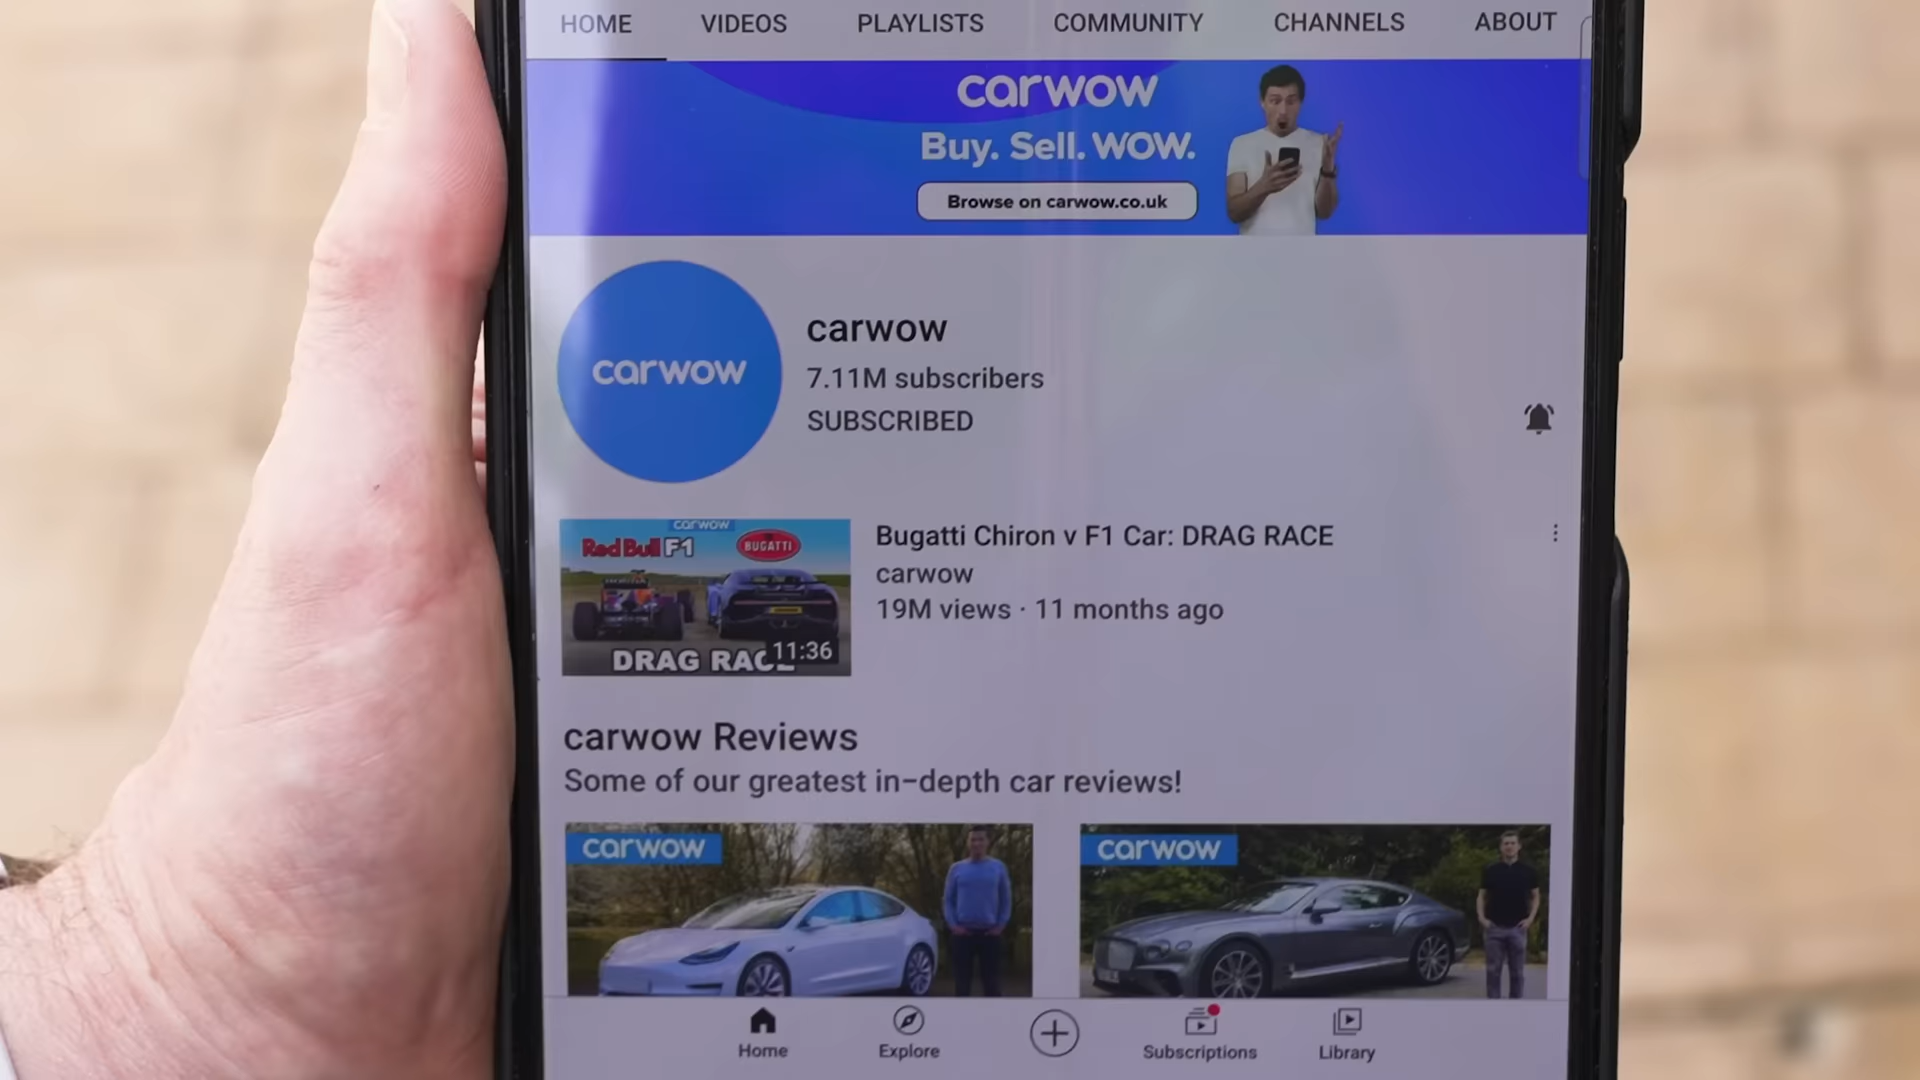 HOME VIDEOS PLAYLISTS COMMUNITY CHANNELS ABOUT
carwow
Buy. Sell. WOW.
Browse on carwow.co.uk
carwow
carwow
7.11M subscribers
SUBSCRIBED
carwow
Red Bull F1
BUGATTI
HONDA
DRAG RACE
11:36
Bugatti Chiron v F1 Car: DRAG RACE
carwow
19M views · 11 months ago
carwow Reviews
Some of our greatest in-depth car reviews!
carwow
carwow
Home Explore Subscriptions Library